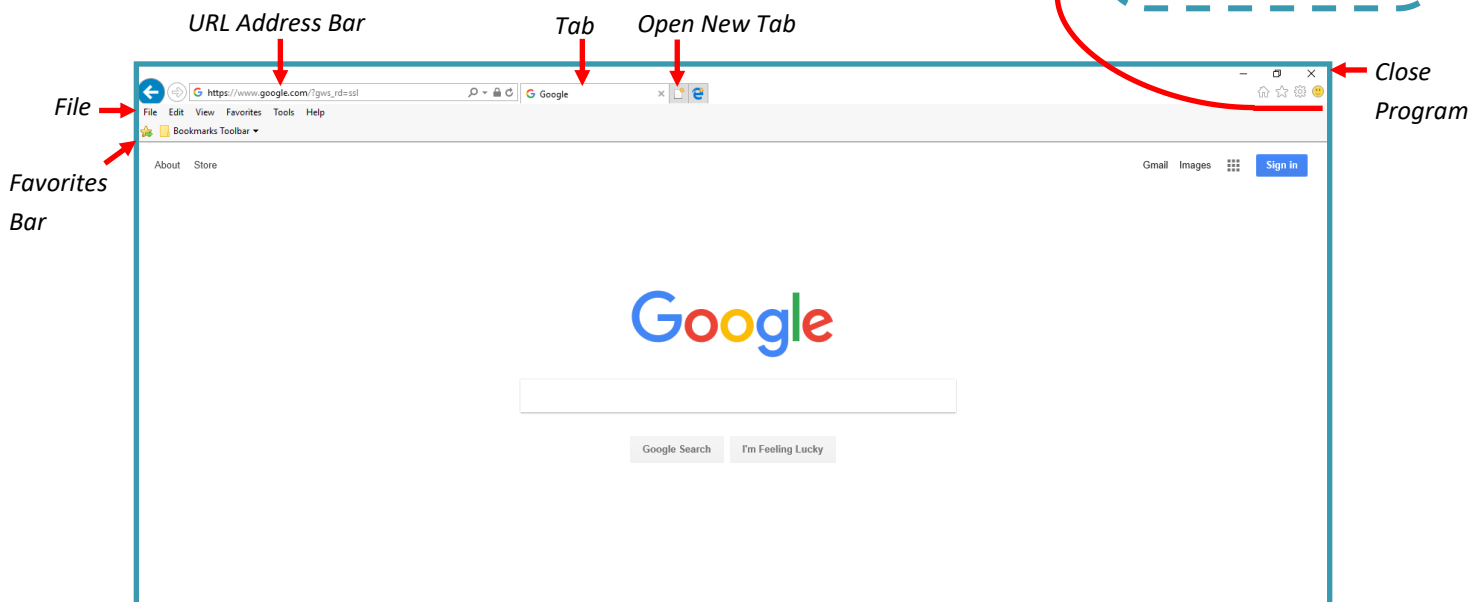 URL Address Bar
Tab
Open New Tab
Close
Program
https://www.google.com/?gws_rd=ssl
Google
File
File Edit View Favorites Tools Help
Bookmarks Toolbar
Favorites
Bar
About Store
Gmail Images Sign in
Google
Google Search I'm Feeling Lucky